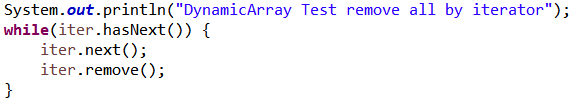 System.out.println("DynamicArray Test remove all by iterator");
while(iter.hasNext()) {
    iter.next();
    iter.remove();
}